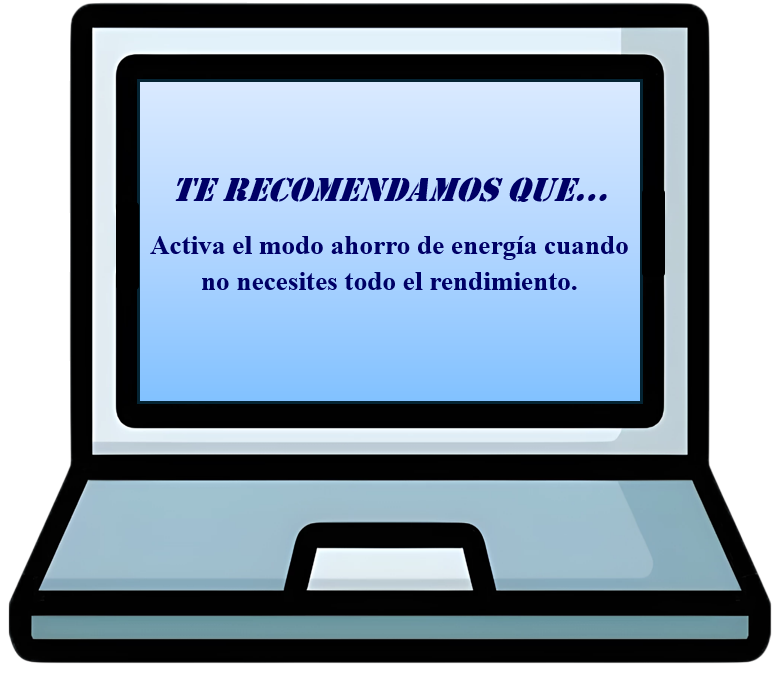 TE RECOMENDAMOS QUE...
Activa el modo ahorro de energía cuando
no necesites todo el rendimiento.